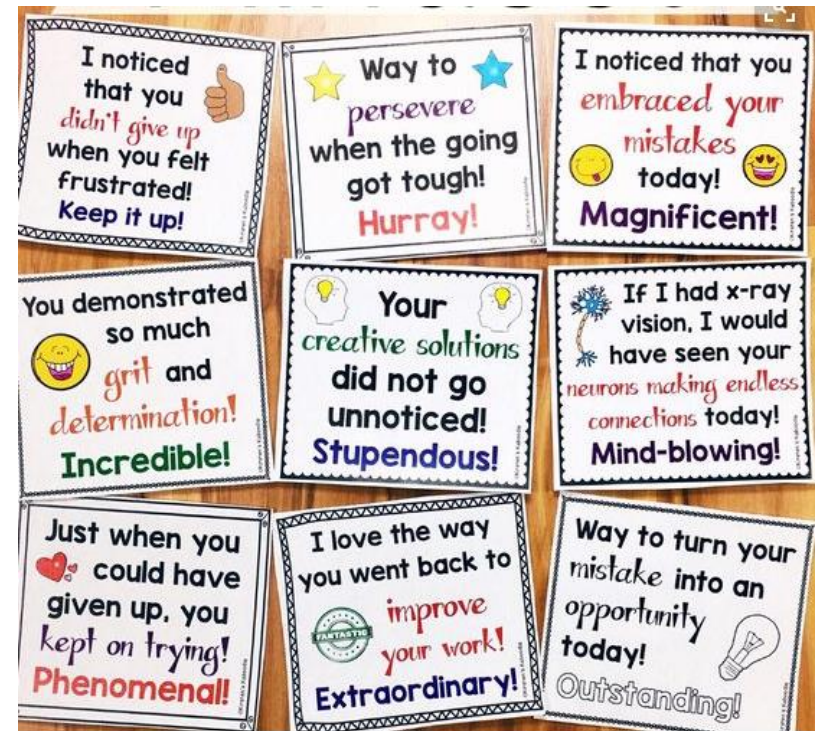 I noticed
that you
didn't give up
when you felt
frustrated!
Keep it up!
Way to
persevere
when the going
got tough!
Hurray!
I noticed that you
embraced your
mistakes
today!
Magnificent!
You demonstrated
so much
grit and
determination!
Incredible!
Your
creative solutions
did not go
unnoticed!
Stupendous!
If I had x-ray
vision, I would
have seen your
neurons making endless
connections today!
Mind-blowing!
Just when you
could have
given up, you
kept on trying!
Phenomenal!
I love the way
you went back to
FANTASTIC
improve
your work!
Extraordinary!
Way to turn your
mistake into an
opportunity
today!
Outstanding!